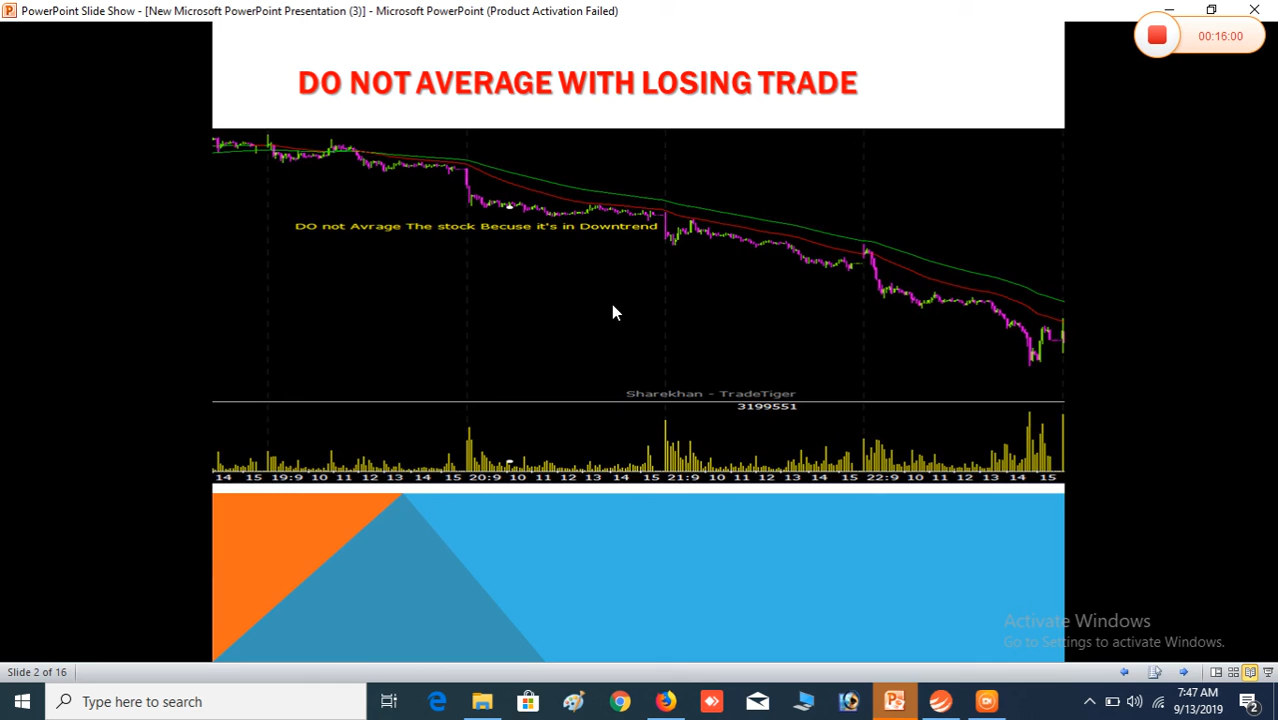 PowerPoint Slide Show - [New Microsoft PowerPoint Presentation (3)] - Microsoft PowerPoint (Product Activation Failed)
00:16:00
DO NOT AVERAGE WITH LOSING TRADE
DO not Avrage The stock Becuse it's in Downtrend
Sharekhan - TradeTiger
3199551
14 15 19:9 10 11 12 13 14 15 20:9 10 11 12 13 14 15 21:9 10 11 12 13 14 15 22:9 10 11 12 13 14 15
Activate Windows
Go to Settings to activate Windows.
Slide 2 of 16
Type here to search
7:47 AM
9/13/2019
2